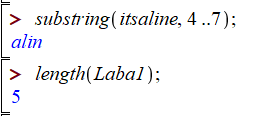 > substring(itsaline, 4 ..7);
alin
> length(Laba1);
5